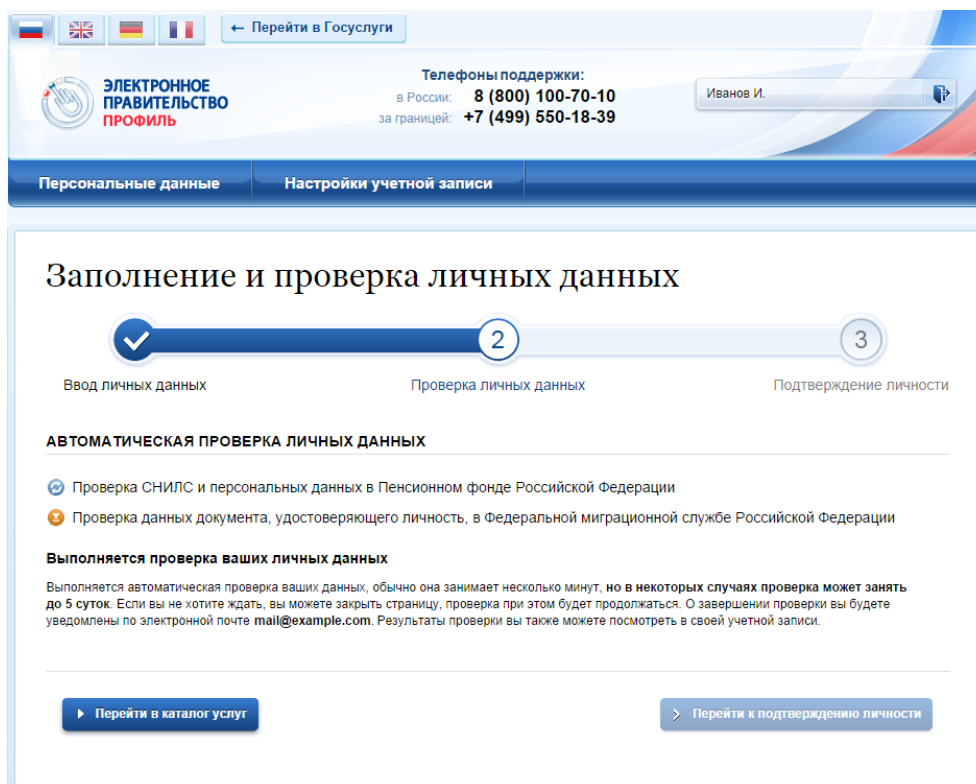 ← Перейти в Госуслуги
ЭЛЕКТРОННОЕ
ПРАВИТЕЛЬСТВО
ПРОФИЛЬ
Телефоны поддержки:
в России: 8 (800) 100-70-10
за границей: +7 (499) 550-18-39
Иванов И.
Персональные данные Настройки учетной записи
Заполнение и проверка личных данных
2 3
Ввод личных данных Проверка личных данных Подтверждение личности
АВТОМАТИЧЕСКАЯ ПРОВЕРКА ЛИЧНЫХ ДАННЫХ
Проверка СНИЛС и персональных данных в Пенсионном фонде Российской Федерации
Проверка данных документа, удостоверяющего личность, в Федеральной миграционной службе Российской Федерации
Выполняется проверка ваших личных данных
Выполняется автоматическая проверка ваших данных, обычно она занимает несколько минут, но в некоторых случаях проверка может занять
до 5 суток. Если вы не хотите ждать, вы можете закрыть страницу, проверка при этом будет продолжаться. О завершении проверки вы будете
уведомлены по электронной почте mail@example.com. Результаты проверки вы также можете посмотреть в своей учетной записи.
Перейти в каталог услуг
Перейти к подтверждению личности